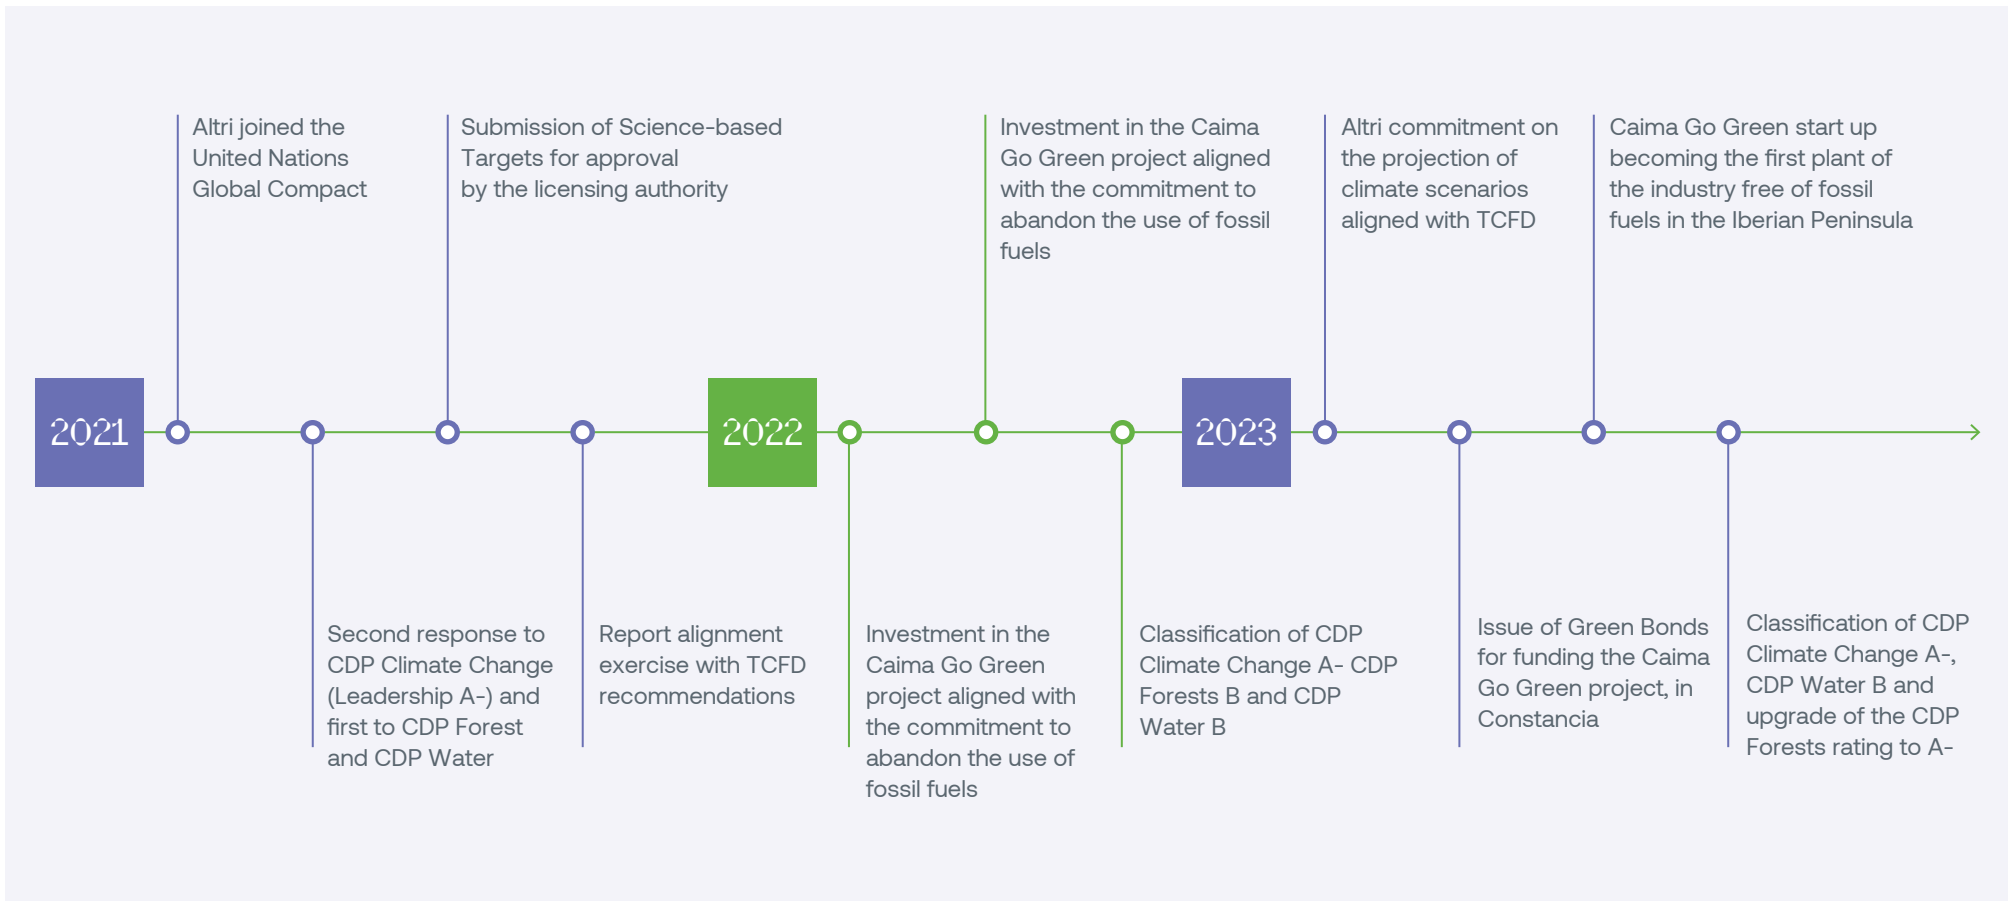 2021
Altri joined the
United Nations
Global Compact
Second response to
CDP Climate Change
(Leadership A-) and
first to CDP Forest
and CDP Water
Submission of Science-based
Targets for approval
by the licensing authority
Report alignment
exercise with TCFD
recommendations
2022
Investment in the
Caima Go Green
project aligned with
the commitment to
abandon the use of
fossil fuels
Investment in the Caima
Go Green project aligned
with the commitment to
abandon the use of fossil
fuels
Classification of CDP
Climate Change A- CDP
Forests B and CDP
Water B
2023
Altri commitment on
the projection of
climate scenarios
aligned with TCFD
Issue of Green Bonds
for funding the Caima
Go Green project, in
Constancia
Caima Go Green start up
becoming the first plant of
the industry free of fossil
fuels in the Iberian Peninsula
Classification of CDP
Climate Change A-,
CDP Water B and
upgrade of the CDP
Forests rating to A-